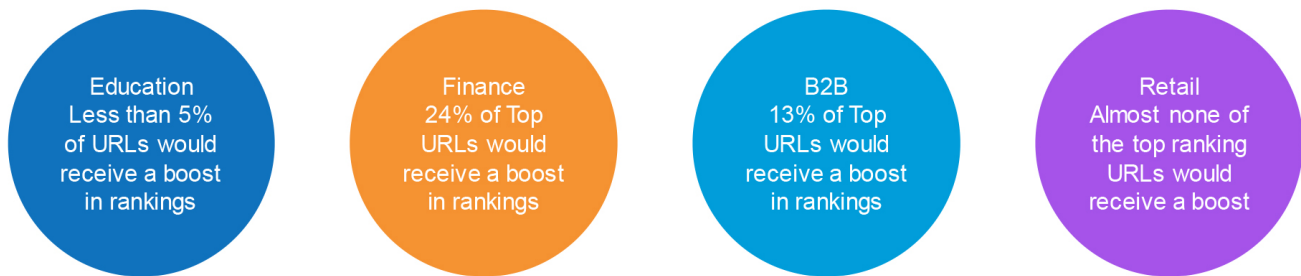 Education
Less than 5%
of URLs would
receive a boost
in rankings
Finance
24% of Top
URLs would
receive a boost
in rankings
B2B
13% of Top
URLs would
receive a boost
in rankings
Retail
Almost none of
the top ranking
URLs would
receive a boost